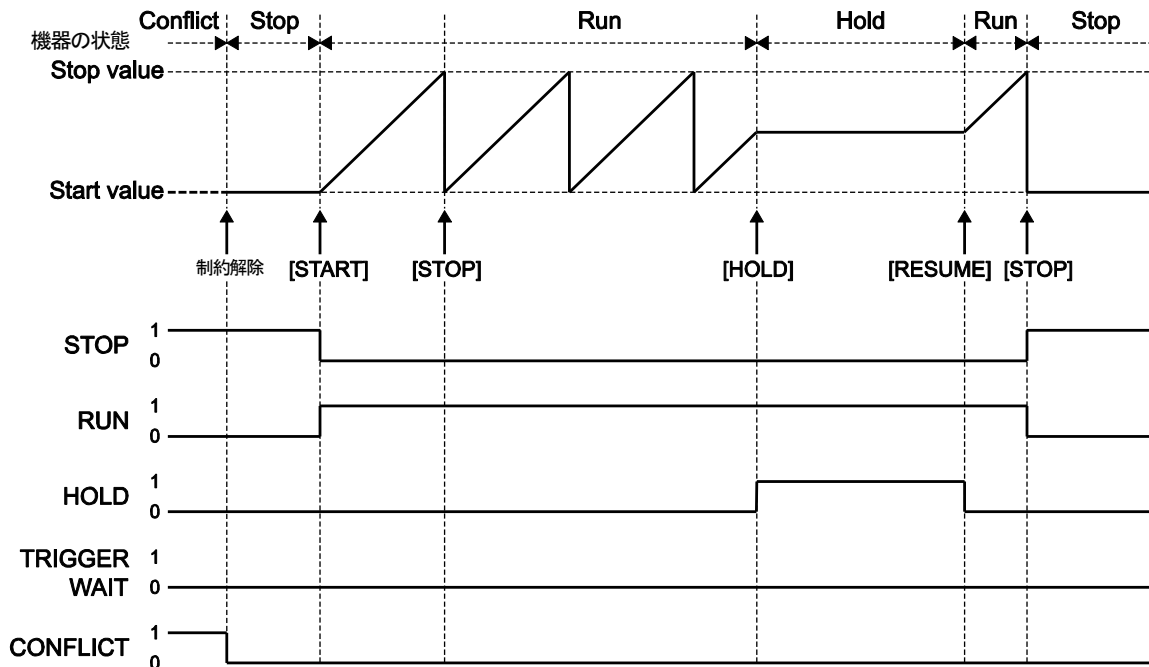 Conflict Stop Run Hold Run Stop
機器の状態
Stop value
Start value
制約解除 [START] [STOP] [HOLD] [RESUME] [STOP]
STOP 1
0
RUN 1
0
HOLD 1
0
TRIGGER 1
WAIT 0
CONFLICT 1
0